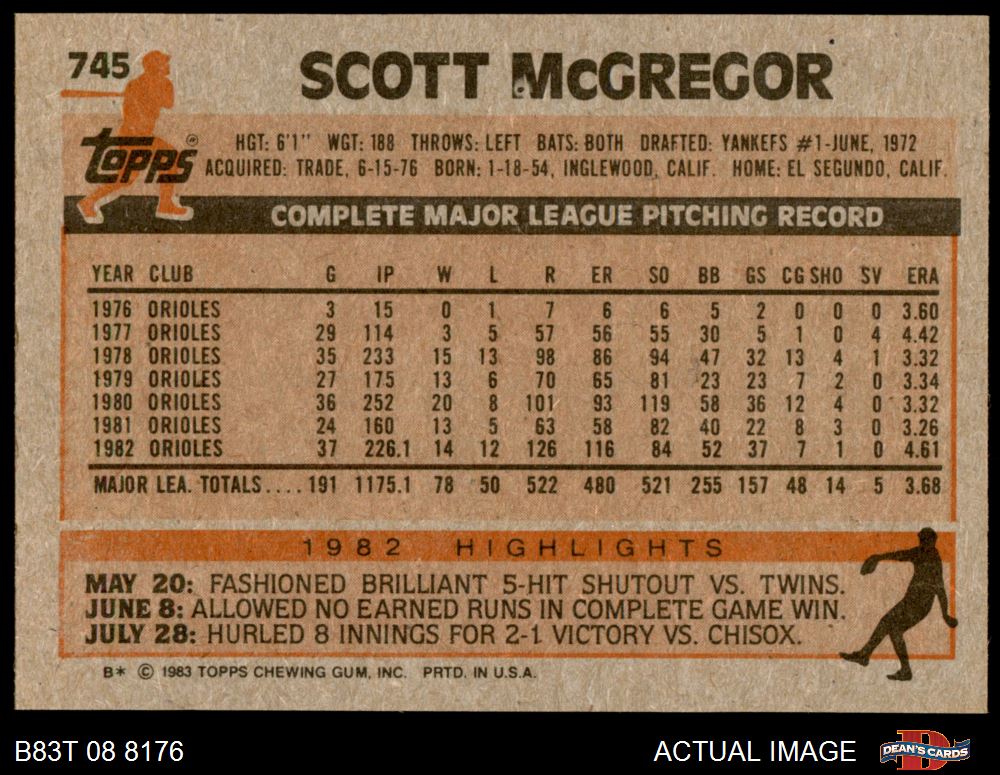 745
SCOTT McGREGOR
topps®
HGT: 6'1" WGT: 188 THROWS: LEFT BATS: BOTH DRAFTED: YANKEES #1-JUNE, 1972
ACQUIRED: TRADE, 6-15-76 BORN: 1-18-54, INGLEWOOD, CALIF. HOME: EL SEGUNDO, CALIF.
COMPLETE MAJOR LEAGUE PITCHING RECORD
YEAR CLUB G IP W L R ER SO BB GS CG SHO SV ERA
1976 ORIOLES 3 15 0 1 7 6 6 5 2 0 0 0 3.60
1977 ORIOLES 29 114 3 5 57 56 55 30 5 1 0 4 4.42
1978 ORIOLES 35 233 15 13 98 86 94 47 32 13 4 1 3.32
1979 ORIOLES 27 175 13 6 70 65 81 23 23 7 2 0 3.34
1980 ORIOLES 36 252 20 8 101 93 119 58 36 12 4 0 3.32
1981 ORIOLES 24 160 13 5 63 58 82 40 22 8 3 0 3.26
1982 ORIOLES 37 226.1 14 12 126 116 84 52 37 7 1 0 4.61
MAJOR LEA. TOTALS.... 191 1175.1 78 50 522 480 521 255 157 48 14 5 3.68
1982 HIGHLIGHTS
MAY 20: FASHIONED BRILLIANT 5-HIT SHUTOUT VS. TWINS.
JUNE 8: ALLOWED NO EARNED RUNS IN COMPLETE GAME WIN.
JULY 28: HURLED 8 INNINGS FOR 2-1 VICTORY VS. CHISOX.
B* © 1983 TOPPS CHEWING GUM, INC. PRTD. IN U.S.A.
B83T 08 8176
ACTUAL IMAGE
D
DEAN'S CARDS